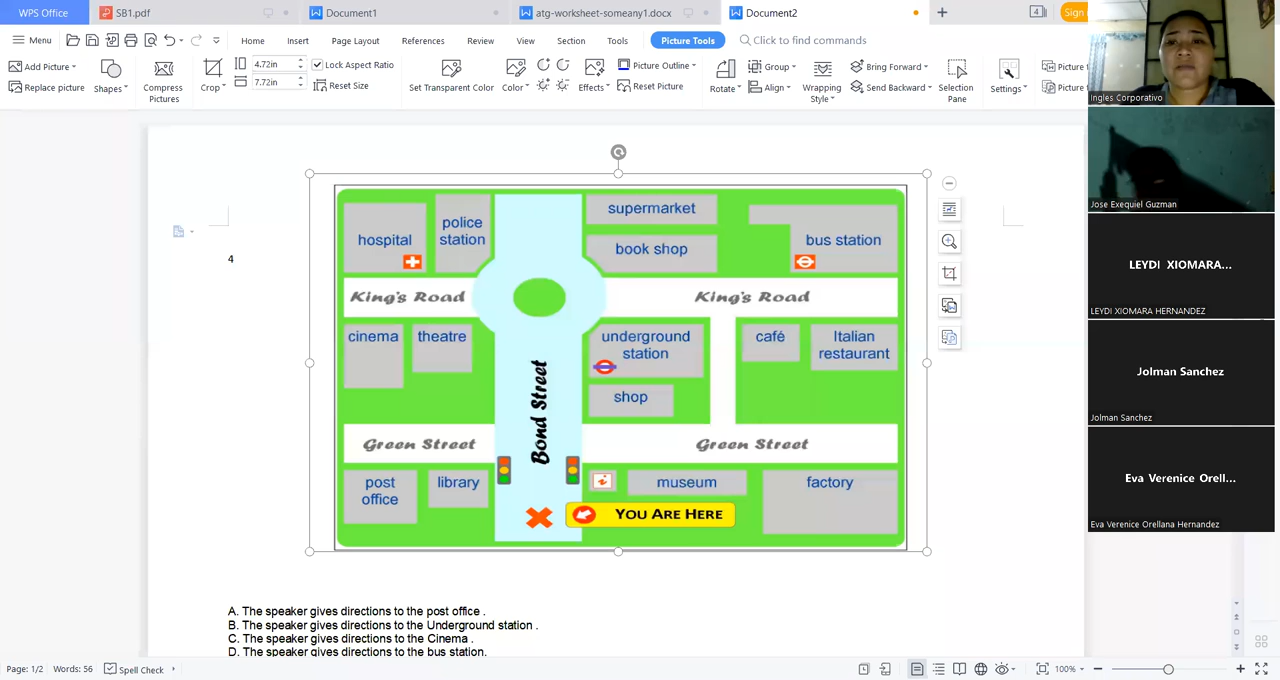 WPS Office
SB1.pdf
Document1
atg-worksheet-someany1.docx
Document2
4
Sign
Menu
Home
Insert
Page Layout
References
Review
View
Section
Tools
Picture Tools
Click to find commands
Add Picture
Replace picture
Shapes
Compress
Pictures
Crop
4.72in
7.72in
Lock Aspect Ratio
Reset Size
Set Transparent Color
Color
Effects
Picture Outline
Reset Picture
Rotate
Group
Align
Wrapping
Style
Bring Forward
Send Backward
Selection
Pane
Settings
Picture
Picture
4
hospital
police
station
supermarket
book shop
bus station
King's Road
King's Road
cinema
theatre
underground
station
café
Italian
restaurant
shop
Bond Street
Green Street
Green Street
post
office
library
museum
factory
YOU ARE HERE
A. The speaker gives directions to the post office .
B. The speaker gives directions to the Underground station .
C. The speaker gives directions to the Cinema .
D. The speaker gives directions to the bus station.
Page: 1/2
Words: 56
Spell Check
100%
Ingles Corporativo
Jose Exequiel Guzman
LEYDI XIOMARA...
LEYDI XIOMARA HERNANDEZ
Jolman Sanchez
Jolman Sanchez
Eva Verenice Orell...
Eva Verenice Orellana Hernandez